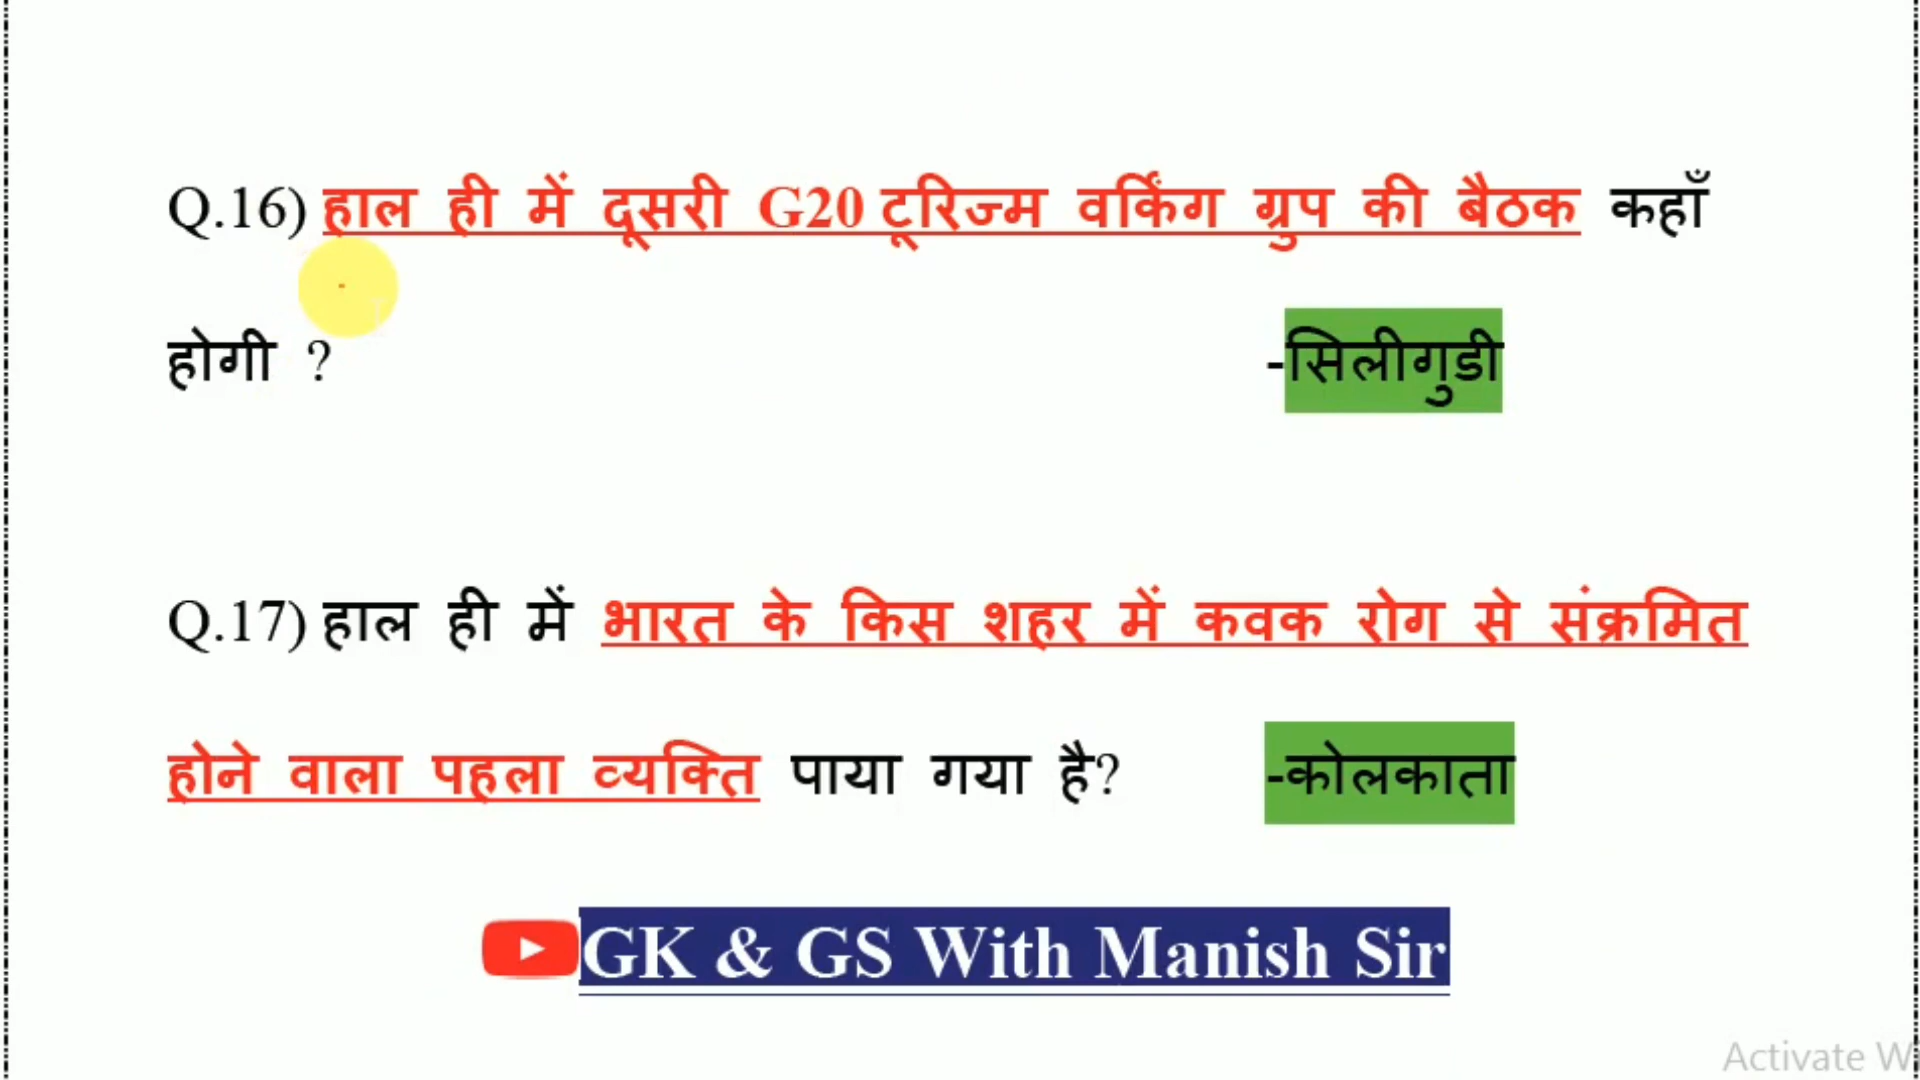 Q.16) हाल ही में दूसरी G20 टूरिज्म वर्किंग ग्रुप की बैठक कहाँ
होगी ? -सिलीगुडी
Q.17) हाल ही में भारत के किस शहर में कवक रोग से संक्रमित
होने वाला पहला व्यक्ति पाया गया है? -कोलकाता
GK & GS With Manish Sir
Activate W